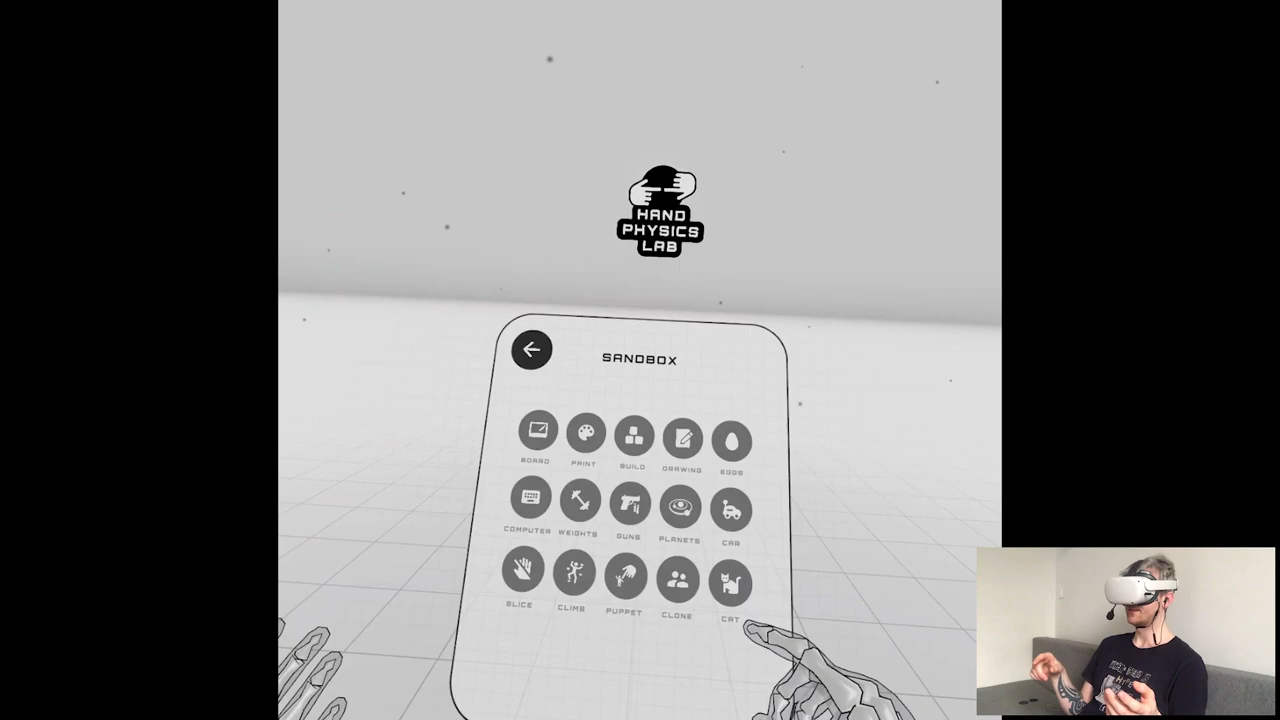 HAND
PHYSICS
LAB
SANDBOX
BOARD PAINT BUILD DRAWING EGGS
COMPUTER WEIGHTS GUNS PLANETS CAR
SLICE CLIMB PUPPET CLONE CAT
HYPE